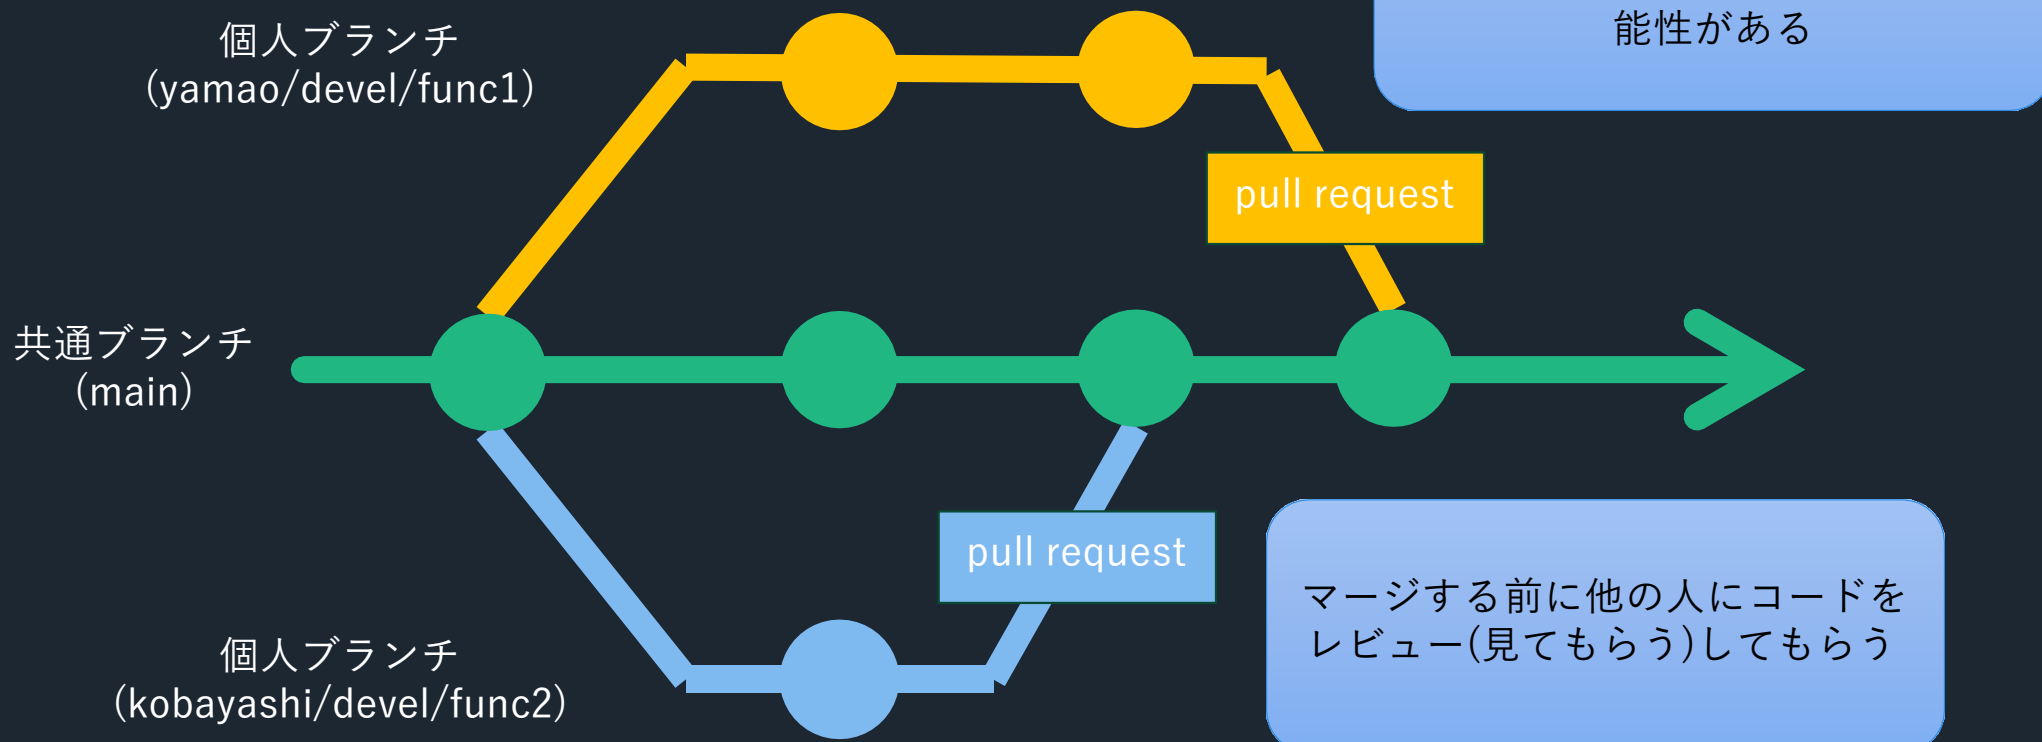 能性がある
個人ブランチ
(yamao/devel/func1)
pull request
共通ブランチ
(main)
pull request
マージする前に他の人にコードを
レビュー(見てもらう)してもらう
個人ブランチ
(kobayashi/devel/func2)